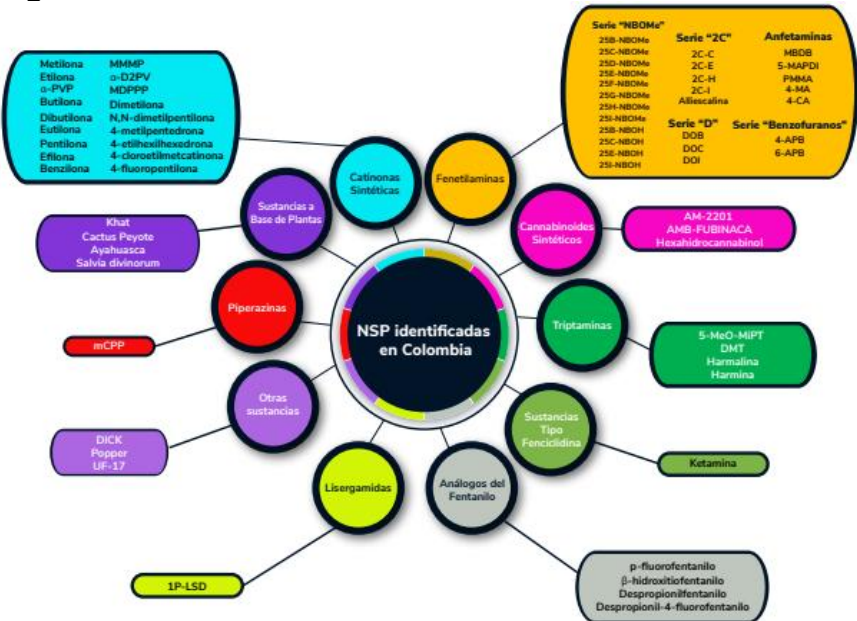 Metilona MMMP
Etilona α-D2PV
α-PVP MDPPP
Butilona Dimetilona
Dibutilona N,N-dimetilpentilona
Eutilona 4-metilpentedrona
Pentilona 4-etilhexilhexedrona
Efilona 4-cloroetilmetcatinona
Benzilona 4-fluoropentilona
Serie "NBOMe"
25B-NBOMe
25C-NBOMe
25D-NBOMe
25E-NBOMe
25F-NBOMe
25G-NBOMe
25H-NBOMe
25I-NBOMe
25B-NBOH
25C-NBOH
25E-NBOH
25I-NBOH
Serie "2C"
2C-C
2C-E
2C-H
2C-I
Alliescalina
Serie "D"
DOB
DOC
DOI
Anfetaminas
MBDB
5-MAPDI
PMMA
4-MA
4-CA
Serie "Benzofuranos"
4-APB
6-APB
Catinonas
Sintéticas
Fenetilaminas
Sustancias a
Base de Plantas
Cannabinoides
Sintéticos
Khat
Cactus Peyote
Ayahuasca
Salvia divinorum
AM-2201
AMB-FUBINACA
Hexahidrocannabinol
Piperazinas
mCPP
NSP identificadas
en Colombia
Triptaminas
5-MeO-MiPT
DMT
Harmalina
Harmina
Otras
sustancias
DICK
Popper
UF-17
Sustancias
Tipo
Fenciclidina
Ketamina
Lisergamidas
1P-LSD
Análogos del
Fentanilo
p-fluorofentanilo
β-hidroxitiofentanilo
Despropionilfentanilo
Despropionil-4-fluorofentanilo